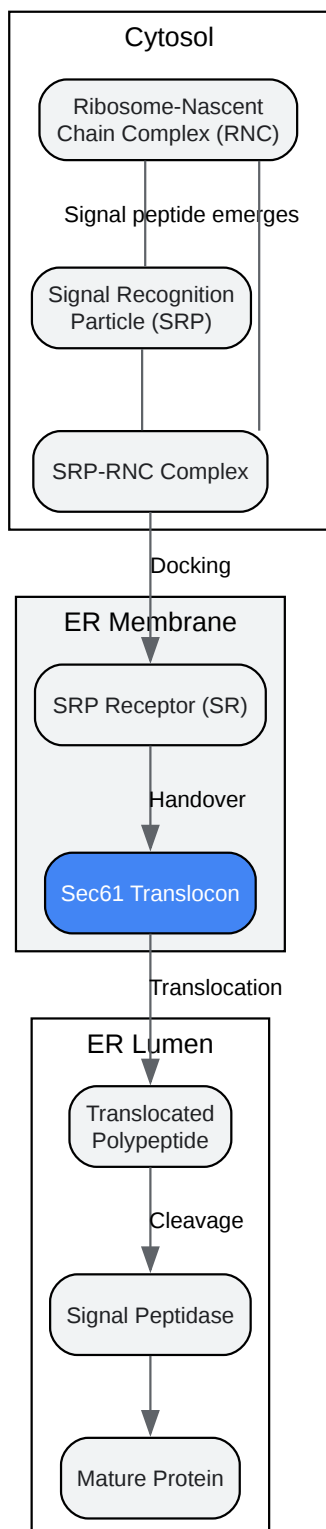 Cytosol
Ribosome-Nascent
Chain Complex (RNC)
Signal peptide emerges
Signal Recognition
Particle (SRP)
SRP-RNC Complex
Docking
ER Membrane
SRP Receptor (SR)
Handover
Sec61 Translocon
Translocation
ER Lumen
Translocated
Polypeptide
Cleavage
Signal Peptidase
Mature Protein